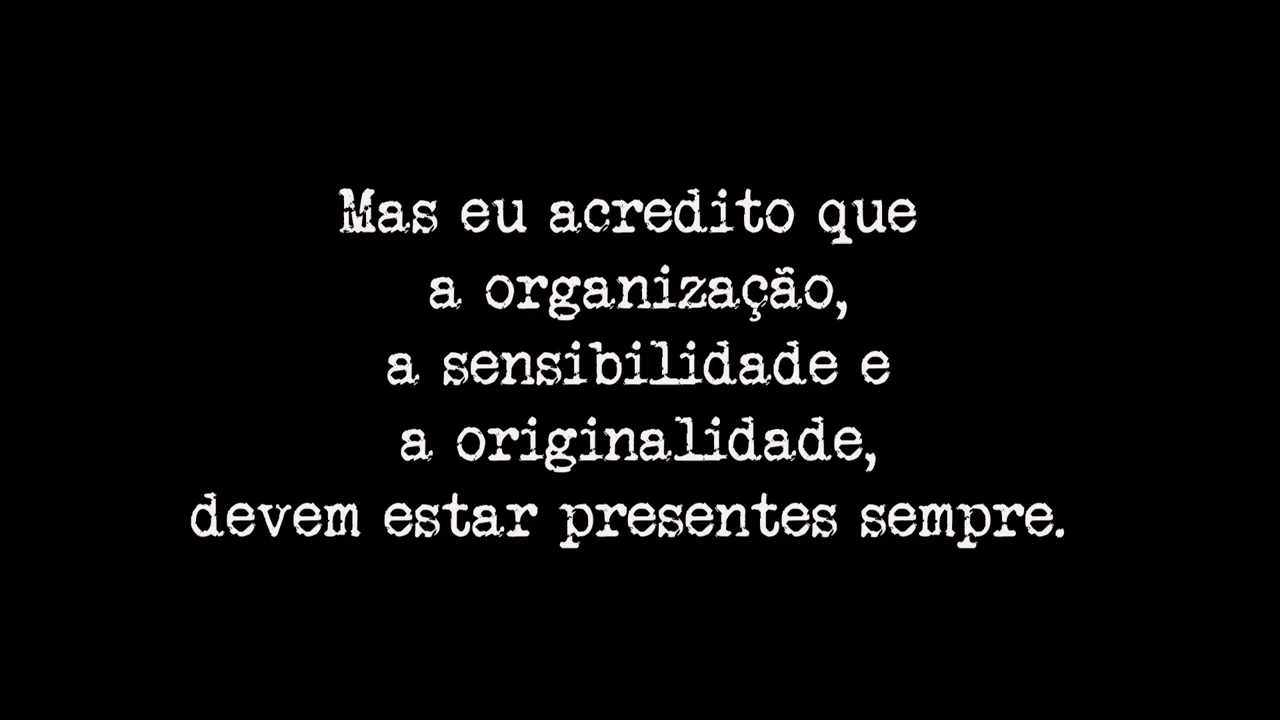 Mas eu acredito que
a organização,
a sensibilidade e
a originalidade,
devem estar presentes sempre.